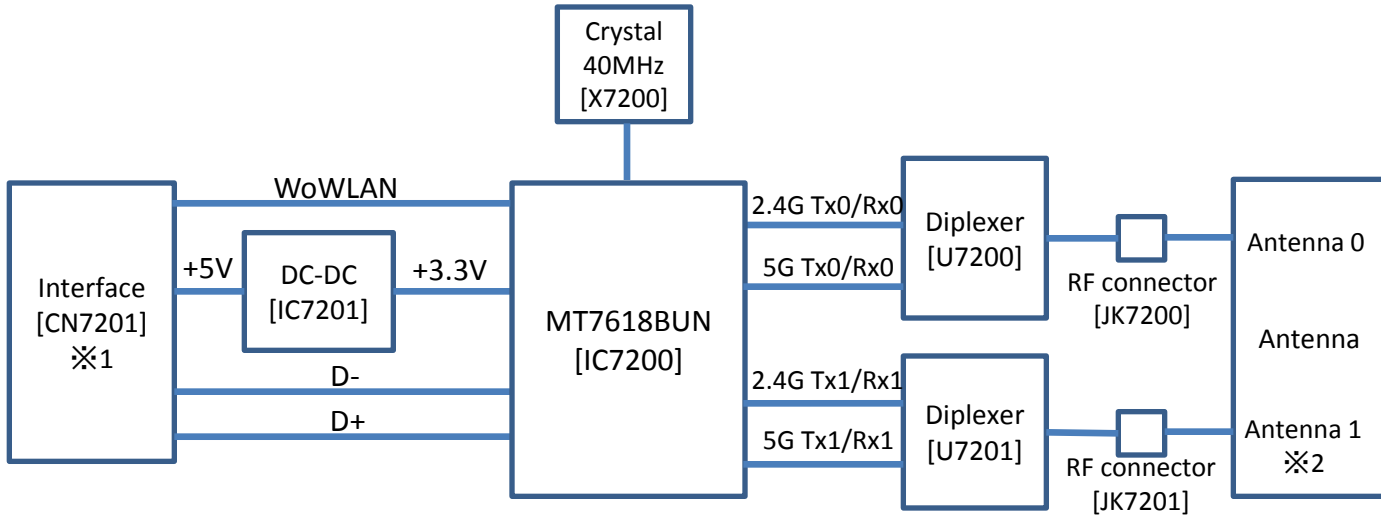 Crystal
40MHz
[X7200]
WoWLAN
+5V
DC-DC
[IC7201]
+3.3V
Interface
[CN7201]
※1
D-
D+
MT7618BUN
[IC7200]
2.4G Tx0/Rx0
5G Tx0/Rx0
Diplexer
[U7200]
RF connector
[JK7200]
Antenna 0
Antenna
2.4G Tx1/Rx1
5G Tx1/Rx1
Diplexer
[U7201]
RF connector
[JK7201]
Antenna 1
※2